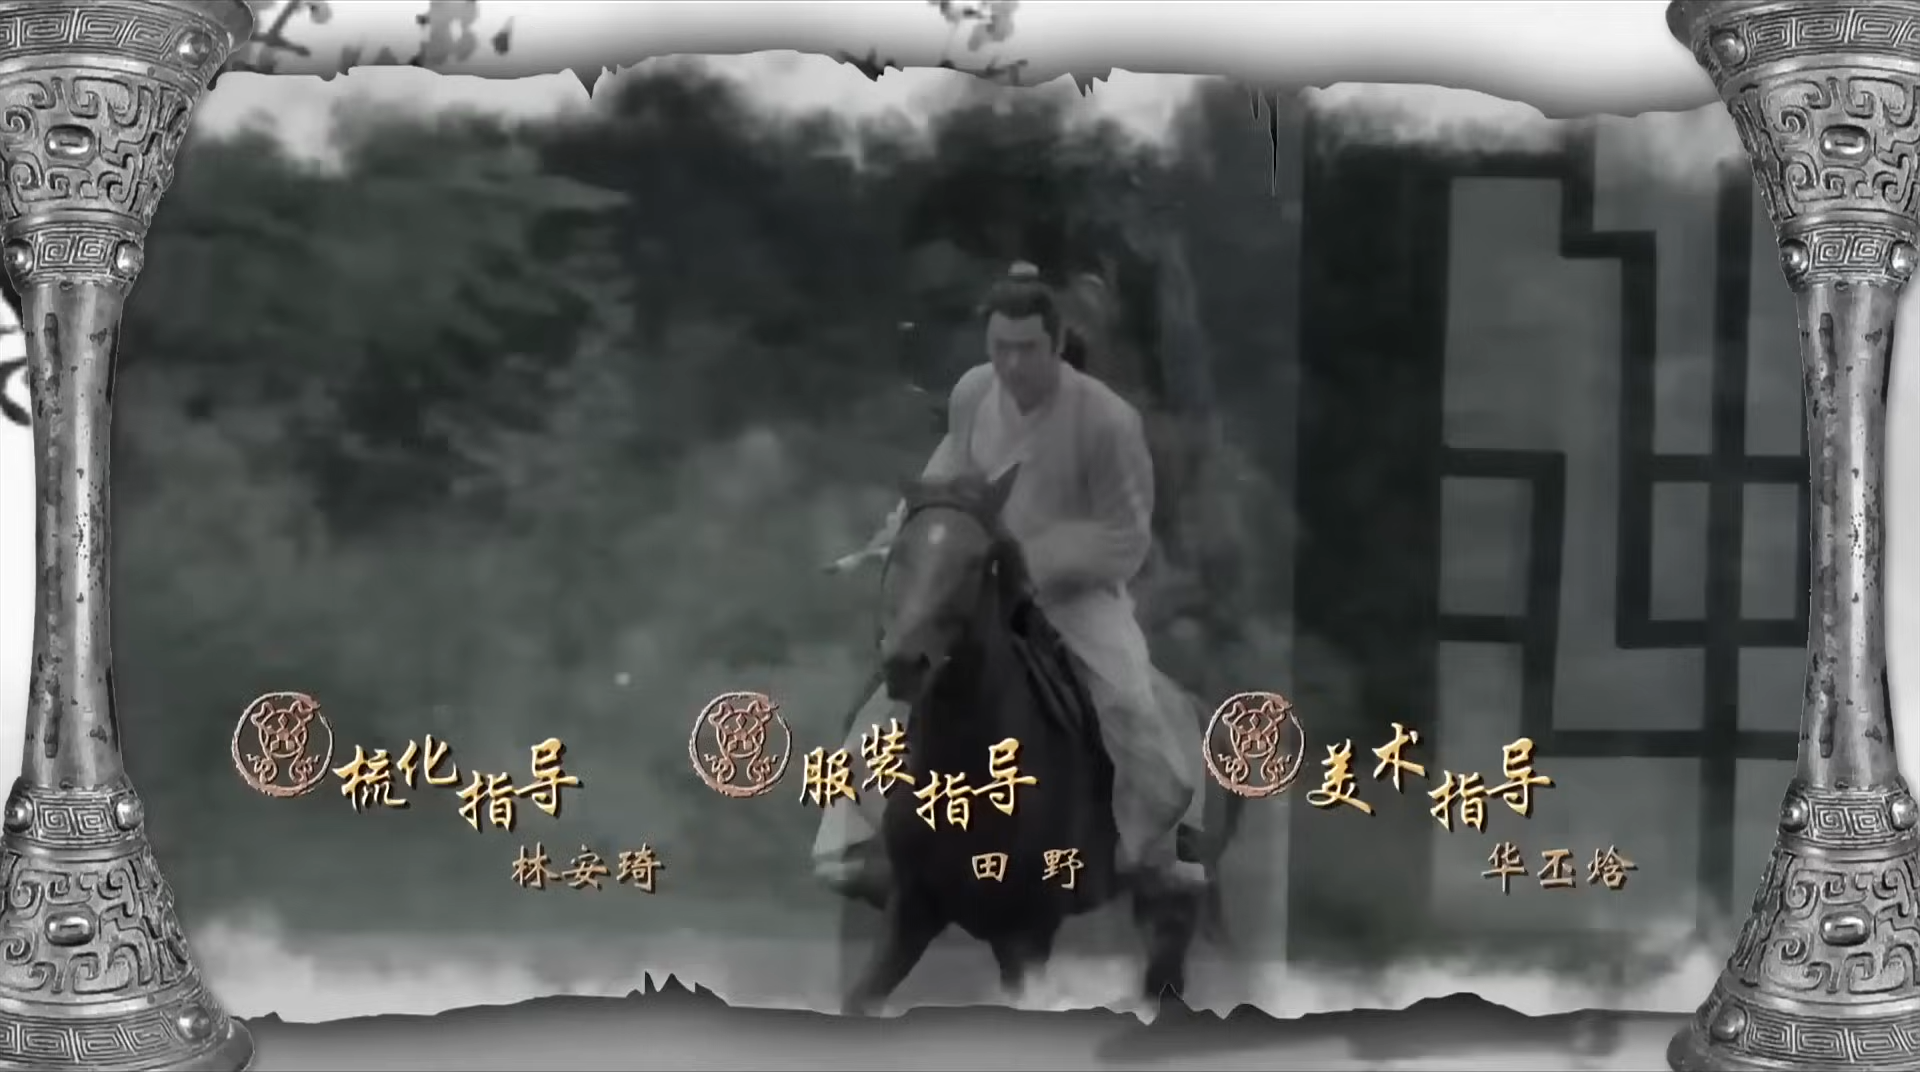 梳化指导
林安琦
服装指导
田野
美术指导
华丕焓